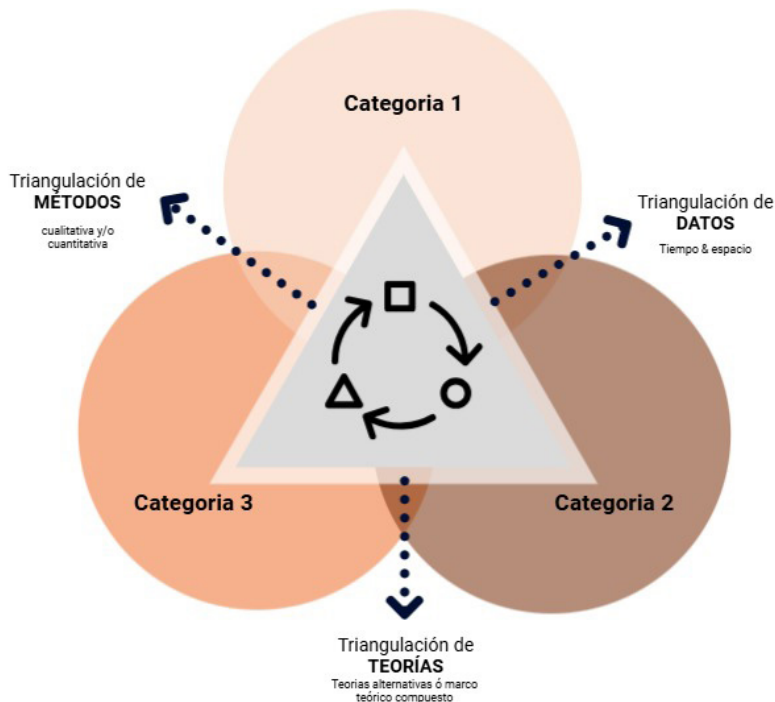 Categoria 1
Triangulación de
MÉTODOS
cualitativa y/o
cuantitativa
Triangulación de
DATOS
Tiempo & espacio
Categoria 3
Categoria 2
Triangulación de
TEORÍAS
Teorias alternativas ó marco
teórico compuesto